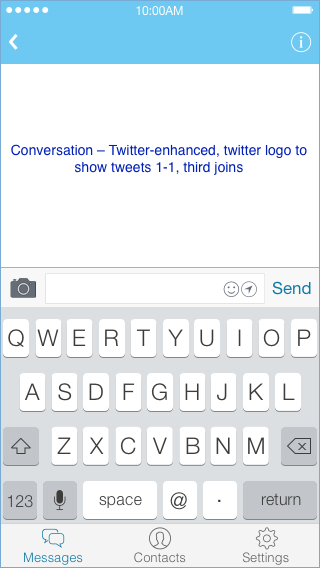 10:00AM
Conversation – Twitter-enhanced, twitter logo to
show tweets 1-1, third joins
Send
Q W E R T Y U I O P
A S D F G H J K L
Z X C V B N M
123 space @ . return
Messages Contacts Settings